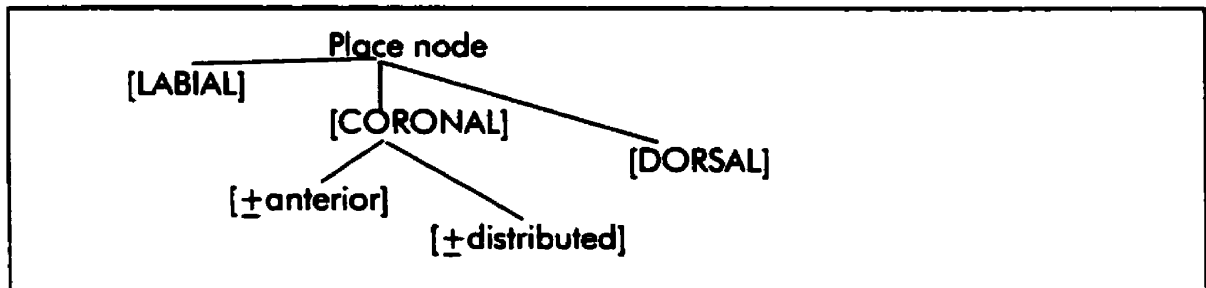 Place node
[LABIAL]
[CORONAL]
[DORSAL]
[±anterior]
[±distributed]